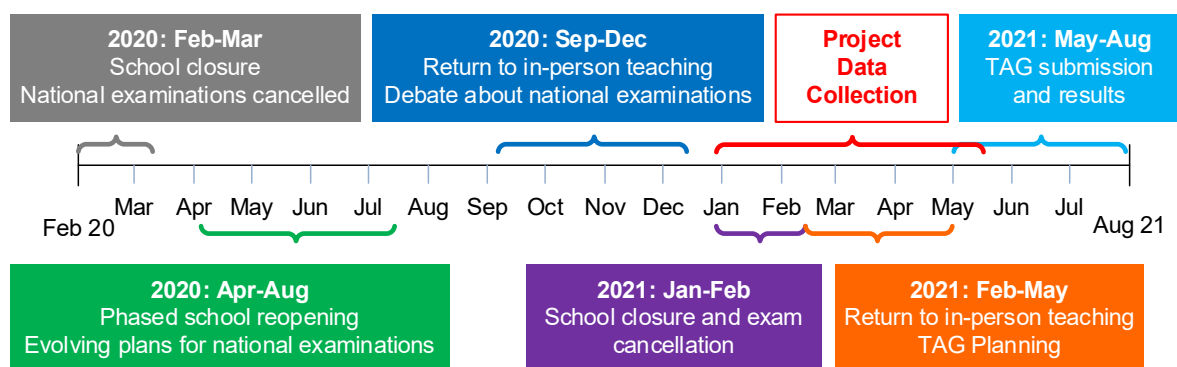 2020: Feb-Mar
School closure
National examinations cancelled
2020: Sep-Dec
Return to in-person teaching
Debate about national examinations
Project
Data
Collection
2021: May-Aug
TAG submission
and results
Feb 20
Mar
Apr
May
Jun
Jul
Aug
Sep
Oct
Nov
Dec
Jan
Feb
Mar
Apr
May
Jun
Jul
Aug 21
2020: Apr-Aug
Phased school reopening
Evolving plans for national examinations
2021: Jan-Feb
School closure and exam
cancellation
2021: Feb-May
Return to in-person teaching
TAG Planning